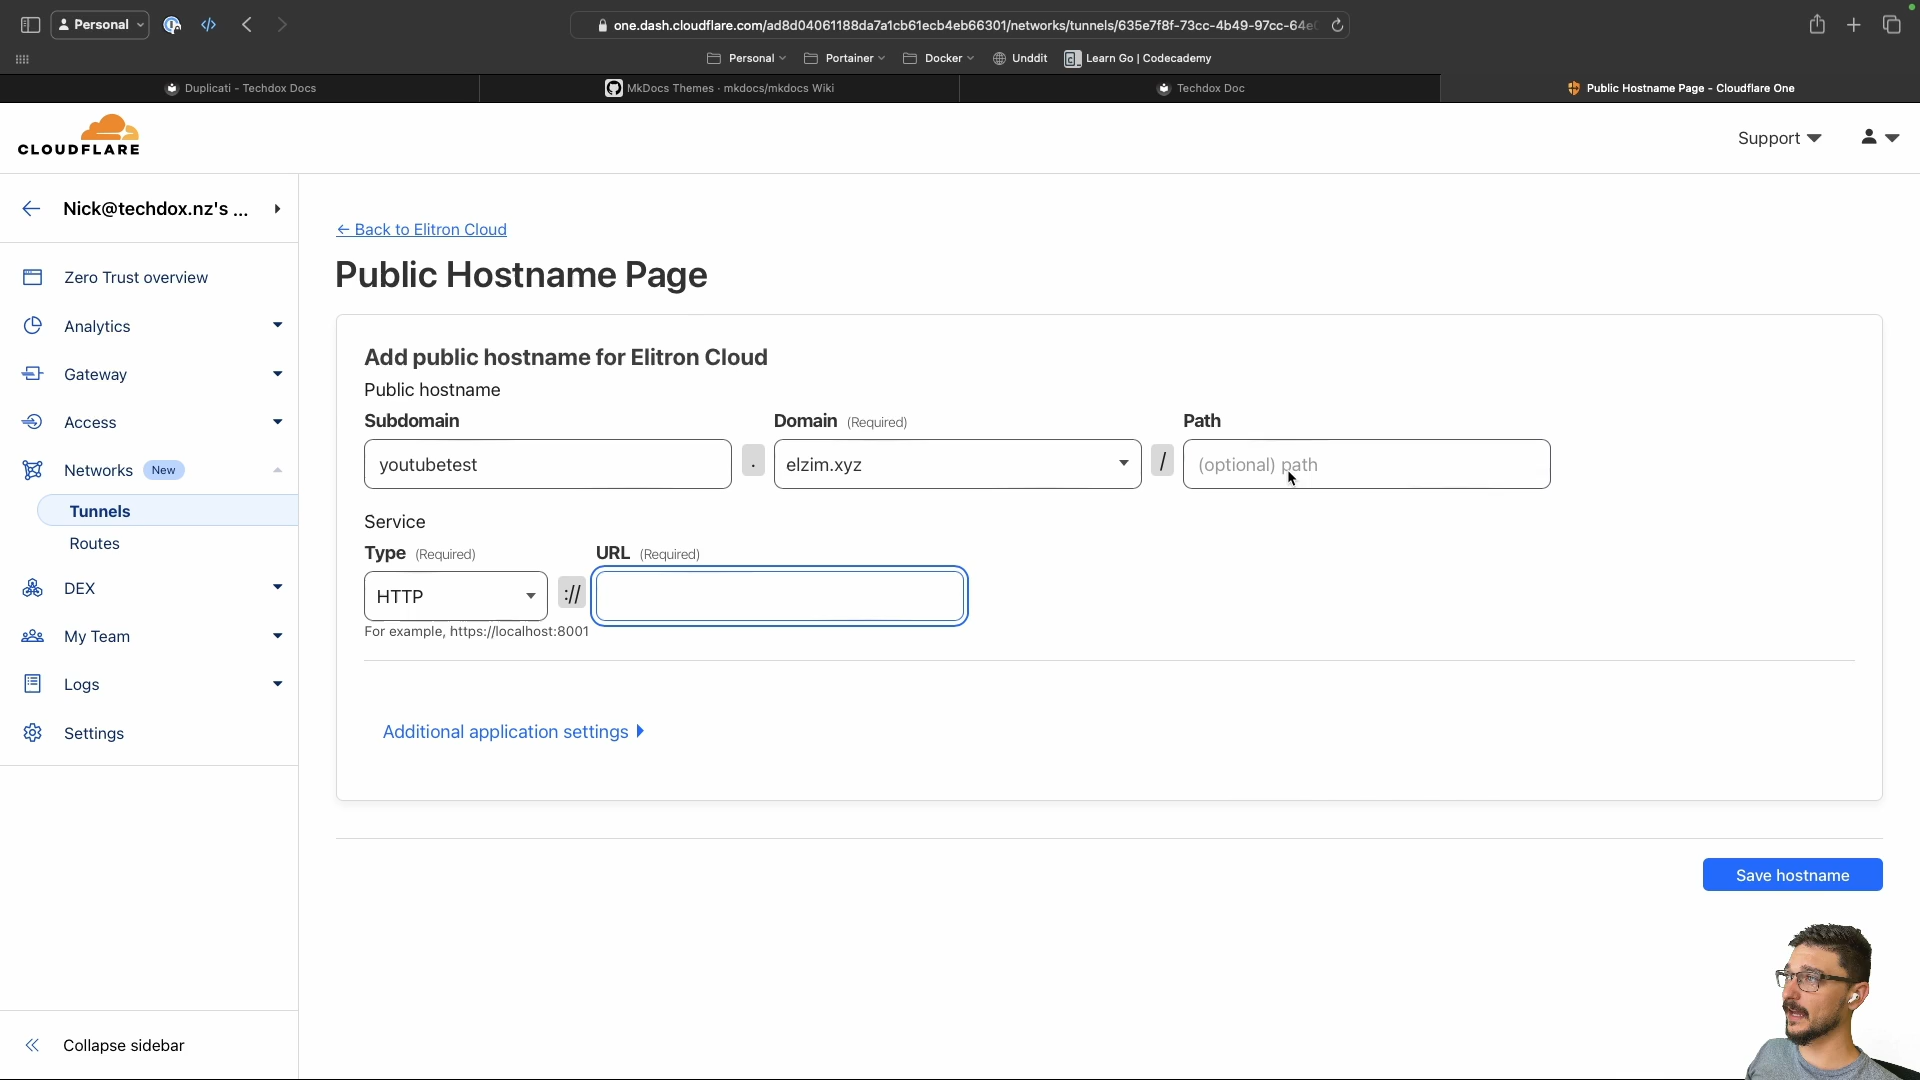 Personal
one.dash.cloudflare.com/ad8d04061188da7a1cb61ecb4eb66301/networks/tunnels/635e7f8f-73cc-4b49-97cc-64e
Personal
Portainer
Docker
Unddit
Learn Go | Codecademy
Duplicati - Techdox Docs
MkDocs Themes · mkdocs/mkdocs Wiki
Techdox Doc
Public Hostname Page - Cloudflare One
CLOUDFLARE
Support
Nick@techdox.nz's ...
Zero Trust overview
Analytics
Gateway
Access
Networks New
Tunnels
Routes
DEX
My Team
Logs
Settings
Collapse sidebar
← Back to Elitron Cloud
Public Hostname Page
Add public hostname for Elitron Cloud
Public hostname
Subdomain
Domain (Required)
Path
youtubetest
.
elzim.xyz
/
(optional) path
Service
Type (Required)
URL (Required)
HTTP
://
For example, https://localhost:8001
Additional application settings
Save hostname